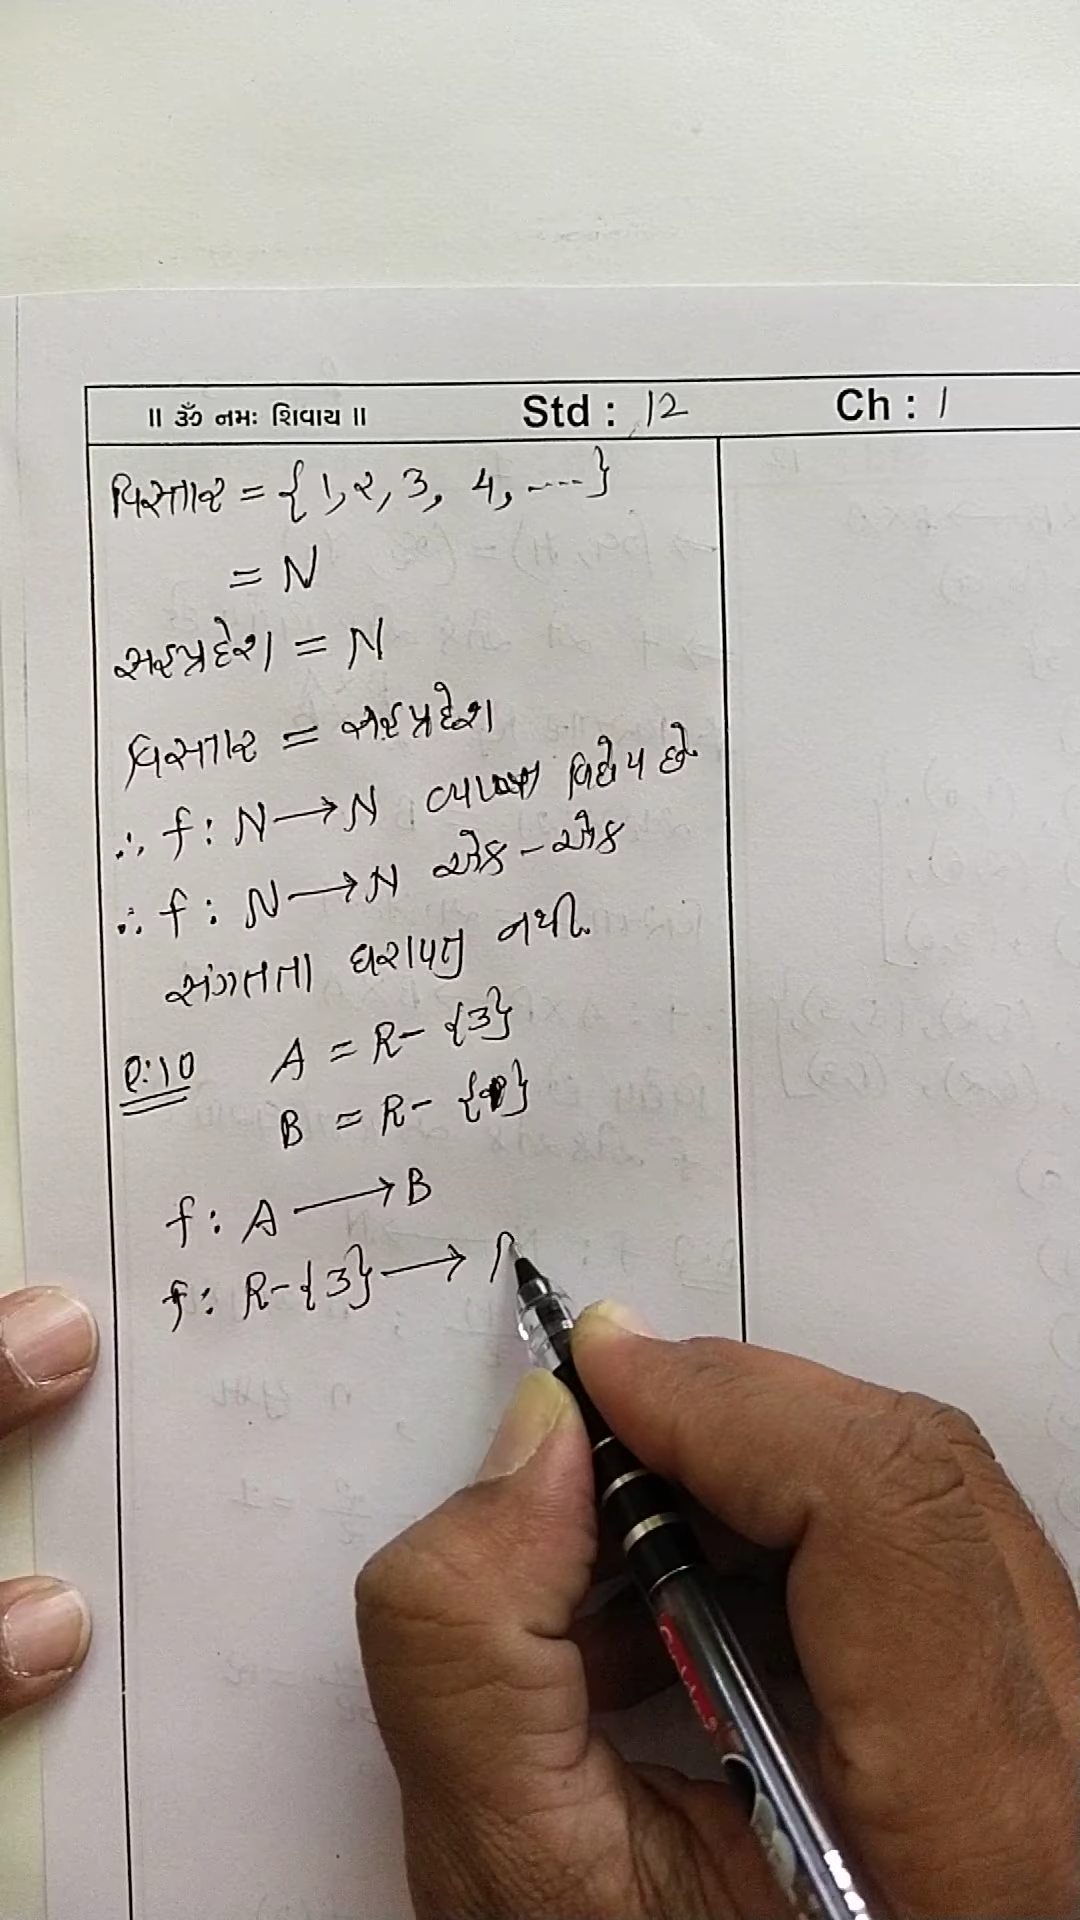 ॥ ૐ નમઃ શિવાય ॥ Std : 12 Ch : 1
વિસ્તાર = {1, 2, 3, 4, ....}
= N
સહપ્રદેશ = N
વિસ્તાર = સહપ્રદેશ
∴ f : N → N વ્યાપ્ત વિધેય છે
∴ f : N → N એક - એક
સંગતતા ધરાવતુ નથી.
Q:10 A = R - {3}
B = R - {1}
f : A → B
f : R - {3} →